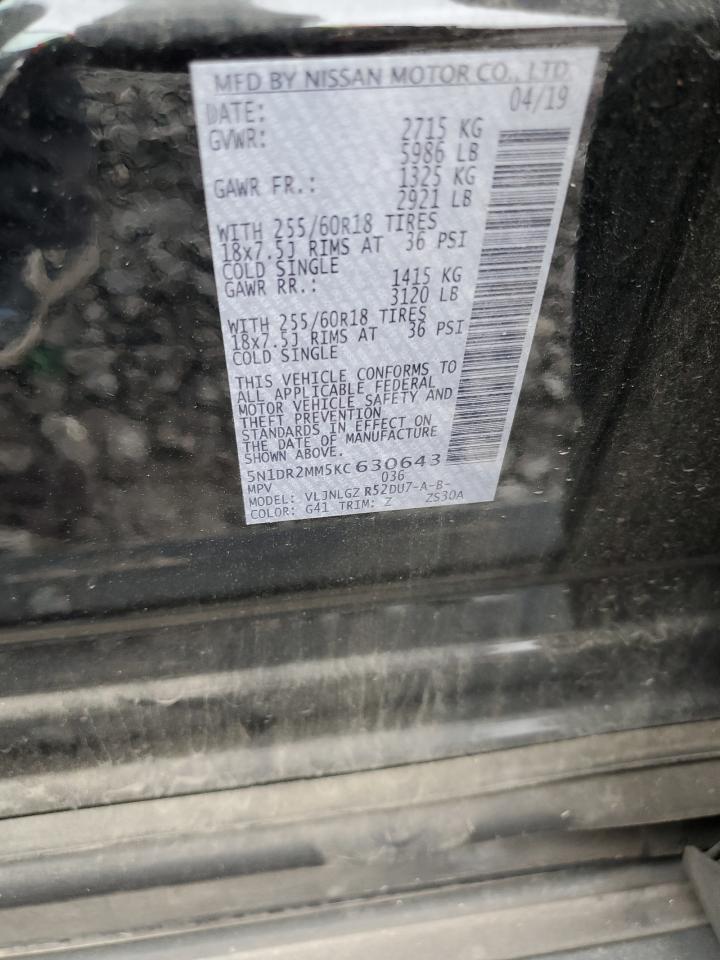 MFD BY NISSAN MOTOR CO., LTD.
DATE: 04/19
GVWR: 2715 KG
5986 LB
GAWR FR.: 1325 KG
2921 LB
WITH 255/60R18 TIRES
18x7.5J RIMS AT 36 PSI
COLD SINGLE
GAWR RR.: 1415 KG
3120 LB
WITH 255/60R18 TIRES
18x7.5J RIMS AT 36 PSI
COLD SINGLE
THIS VEHICLE CONFORMS TO
ALL APPLICABLE FEDERAL
MOTOR VEHICLE SAFETY AND
THEFT PREVENTION
STANDARDS IN EFFECT ON
THE DATE OF MANUFACTURE
SHOWN ABOVE.
5N1DR2MM5KC 630643
MPV 036
MODEL: VLJNLGZ R52DU7-A-B-
COLOR: G41 TRIM: Z ZS30A